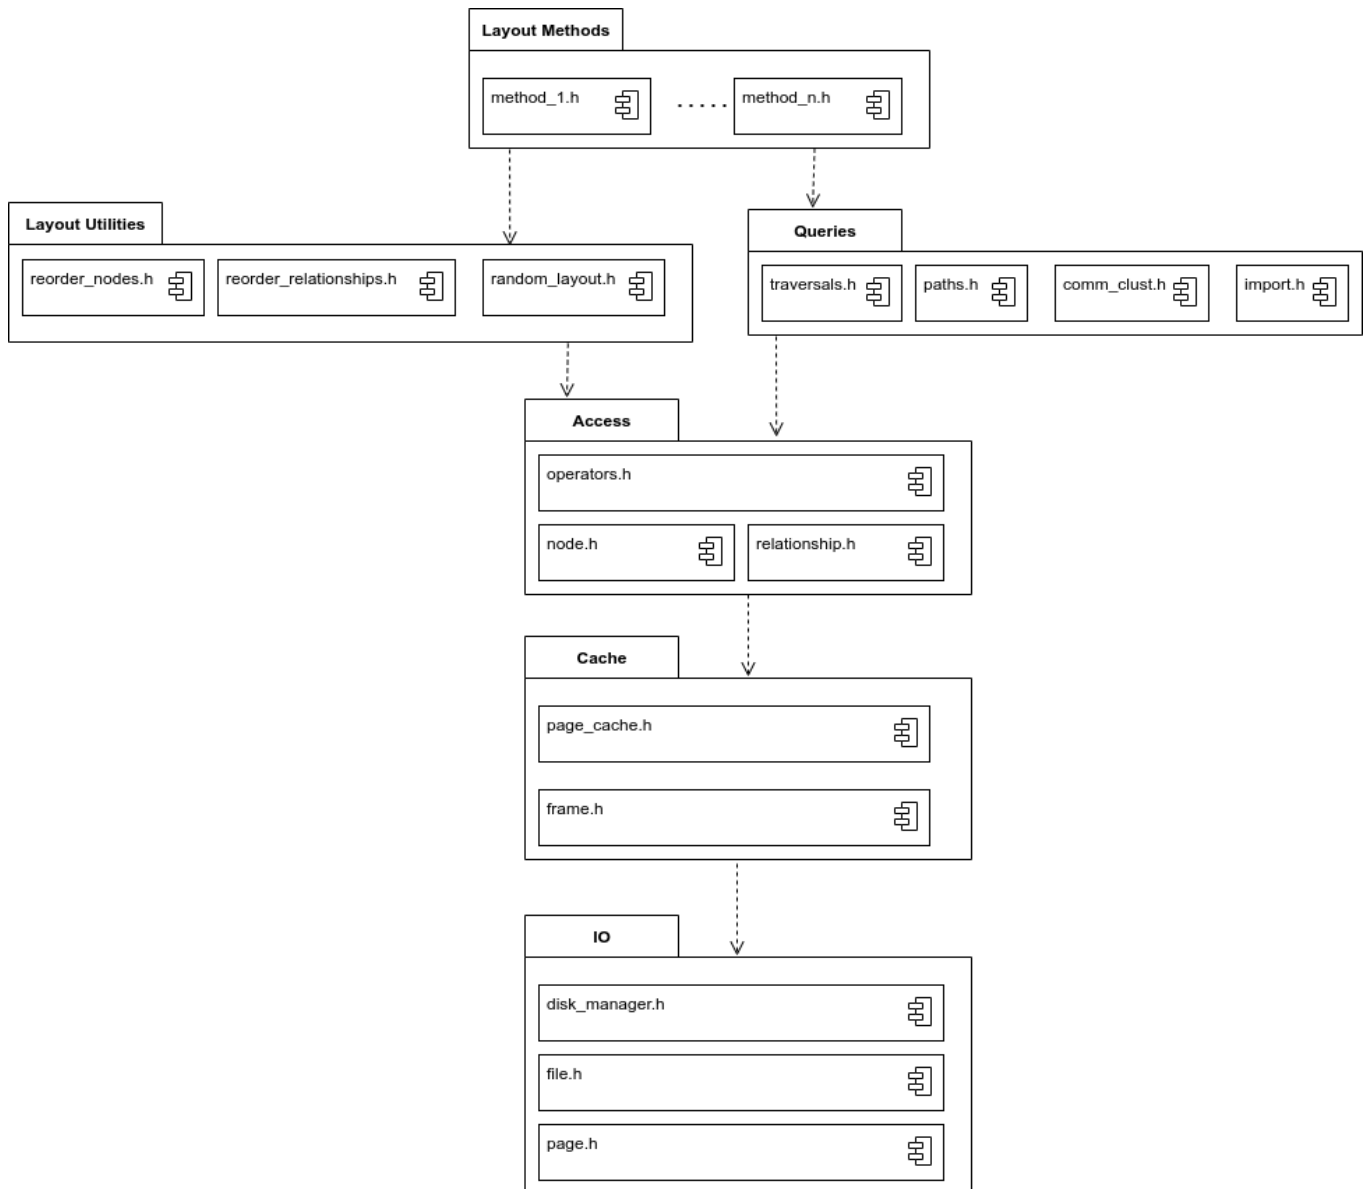 Layout Methods
method_1.h
.....
method_n.h
Layout Utilities
reorder_nodes.h
reorder_relationships.h
random_layout.h
Queries
traversals.h
paths.h
comm_clust.h
import.h
Access
operators.h
node.h
relationship.h
Cache
page_cache.h
frame.h
IO
disk_manager.h
file.h
page.h